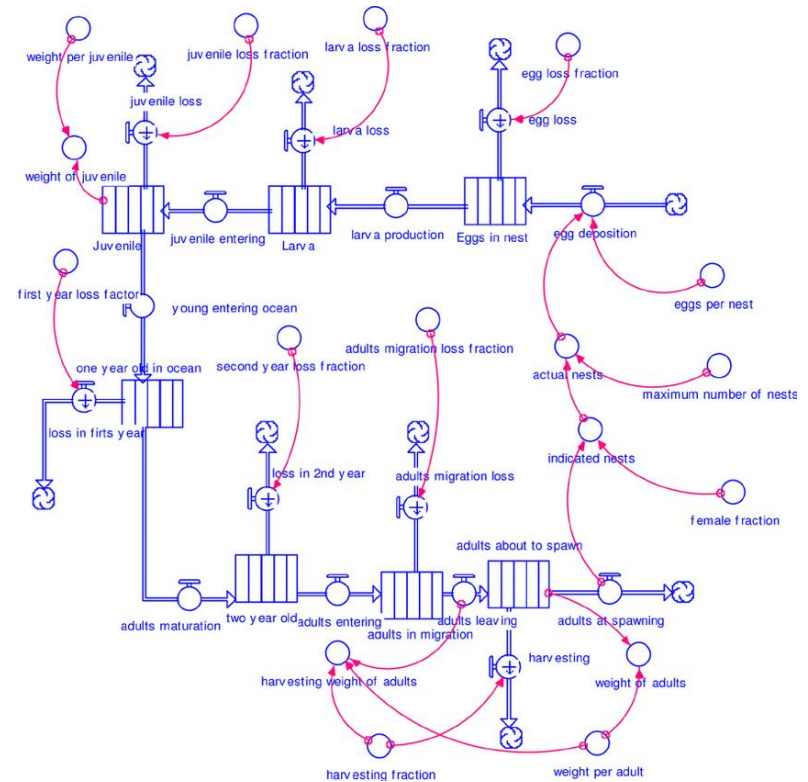 weight per juvenile
juvenile loss fraction
larva loss fraction
egg loss fraction
juvenile loss
larva loss
egg loss
weight of juvenile
Juvenile
juvenile entering
Larva
larva production
Eggs in nest
egg deposition
first year loss factor
young entering ocean
eggs per nest
one year old in ocean
second year loss fraction
adults migration loss fraction
actual nests
maximum number of nests
loss in firts year
indicated nests
loss in 2nd year
adults migration loss
female fraction
adults about to spawn
adults maturation
two year old
adults entering
adults in migration
adults leaving
adults at spawning
harvesting
harvesting weight of adults
weight of adults
harvesting fraction
weight per adult